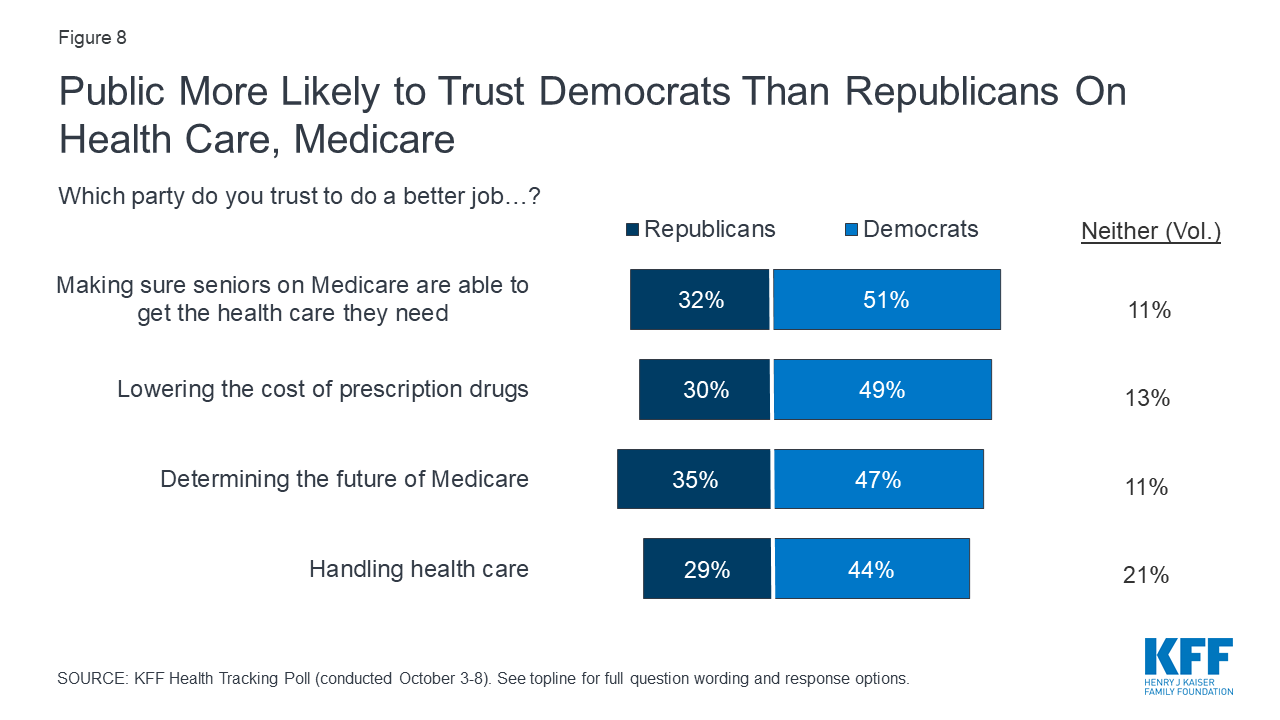 Figure 8
Public More Likely to Trust Democrats Than Republicans On
Health Care, Medicare
Which party do you trust to do a better job…?
Republicans Democrats Neither (Vol.)
Making sure seniors on Medicare are able to
get the health care they need
32% 51% 11%
Lowering the cost of prescription drugs 30% 49% 13%
Determining the future of Medicare 35% 47% 11%
Handling health care 29% 44% 21%
SOURCE: KFF Health Tracking Poll (conducted October 3-8). See topline for full question wording and response options.
KFF
HENRY J KAISER
FAMILY FOUNDATION